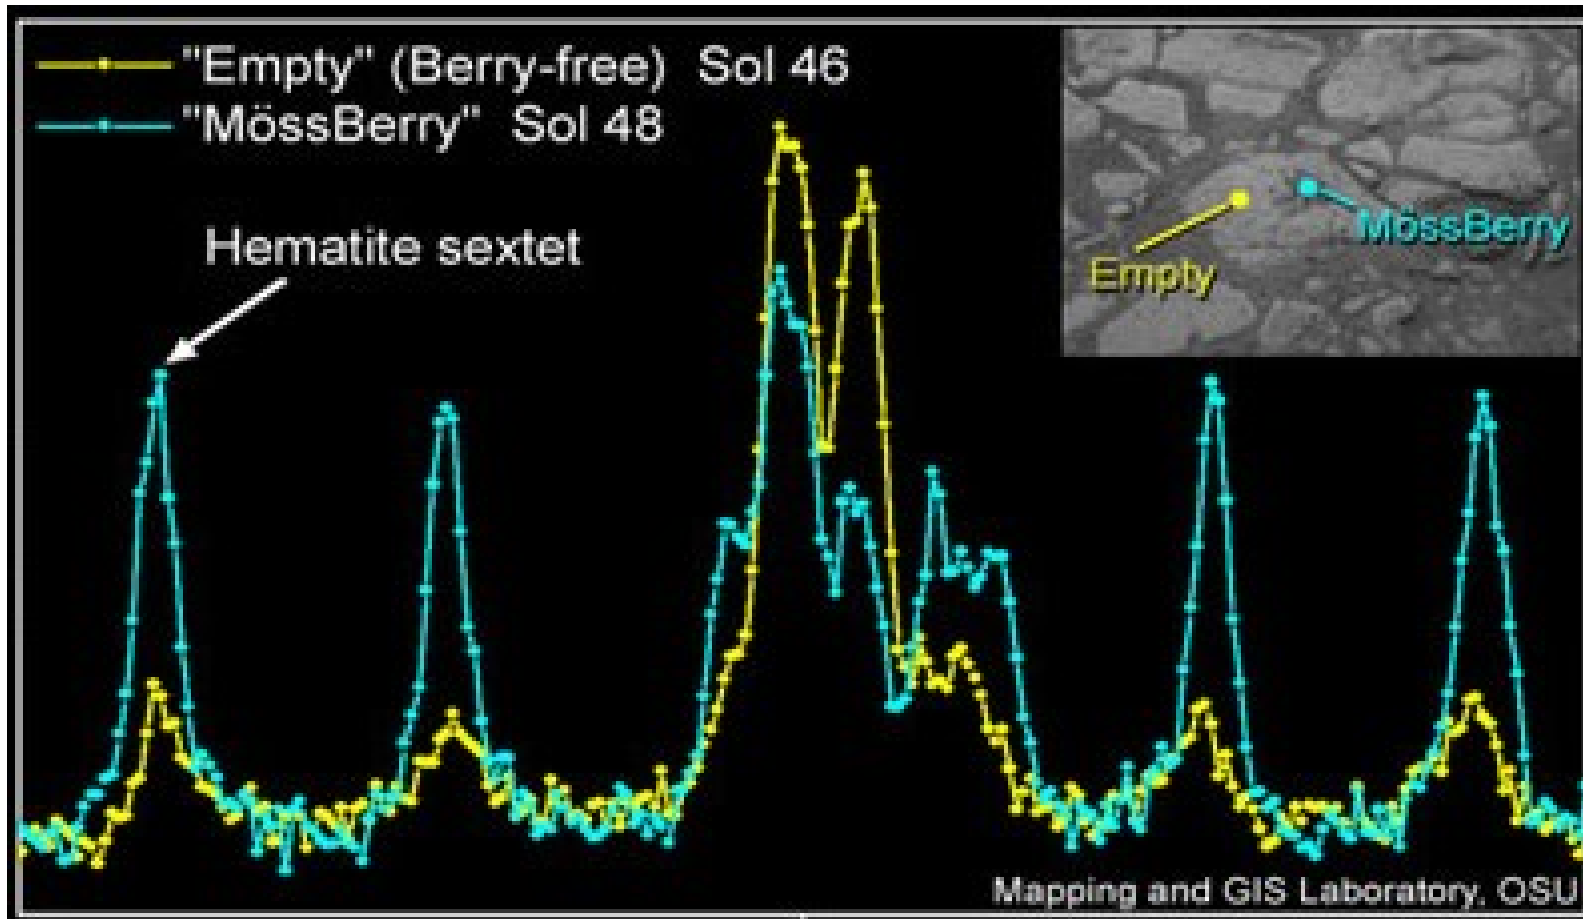 "Empty" (Berry-free) Sol 46
"MössBerry" Sol 48
Hematite sextet
MössBerry
Empty
Mapping and GIS Laboratory, OSU